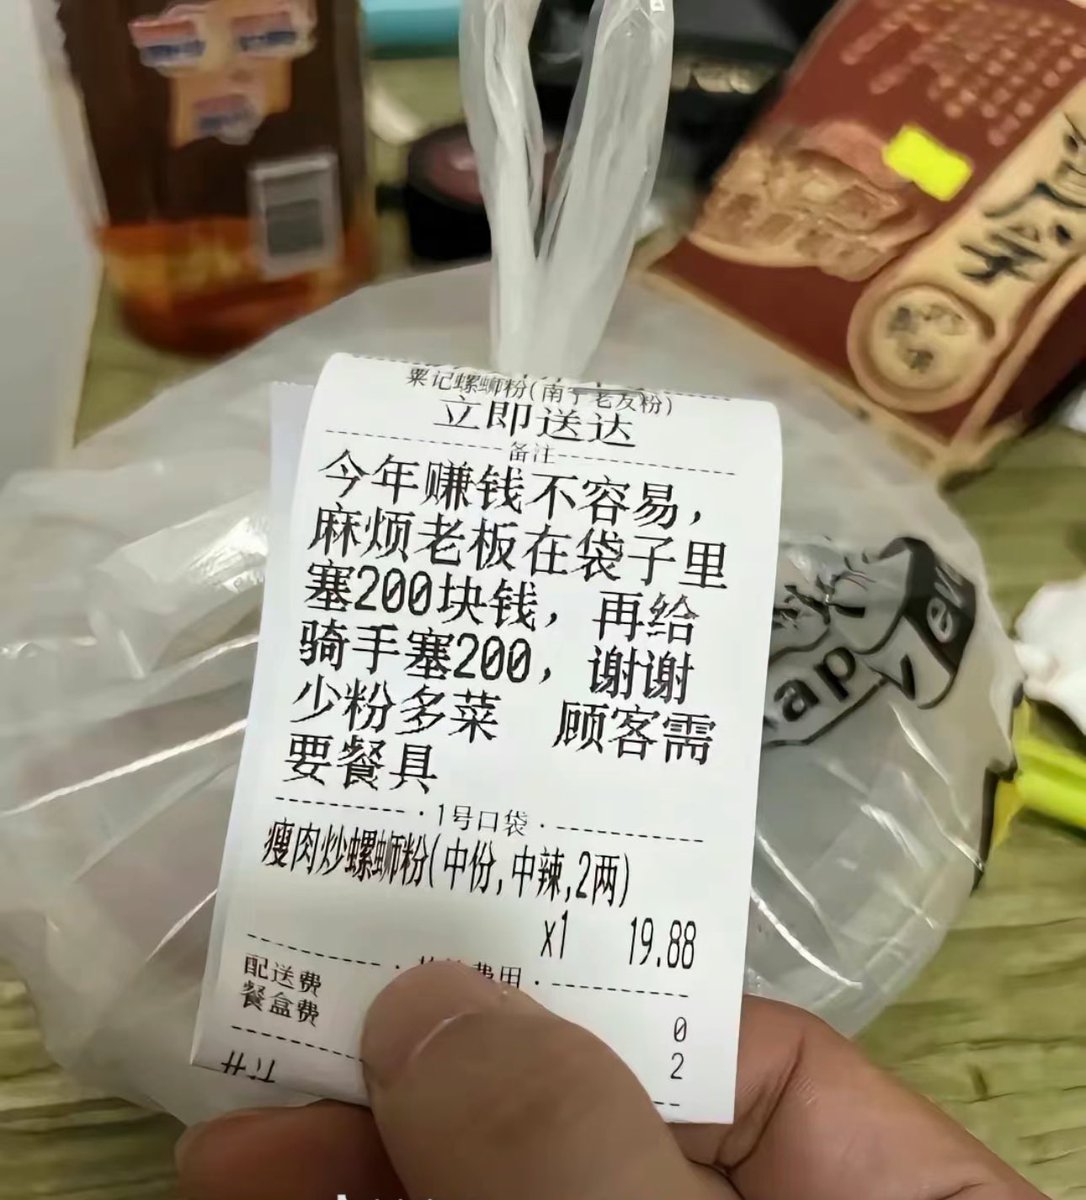 粟记螺蛳粉(南宁老友粉)
立即送达
备注
今年赚钱不容易，
麻烦老板在袋子里
塞200块钱，再给
骑手塞200，谢谢
少粉多菜 顾客需
要餐具
1号口袋
瘦肉炒螺蛳粉(中份,中辣,2两)
x1 19.88
费用
配送费 0
餐盒费 2